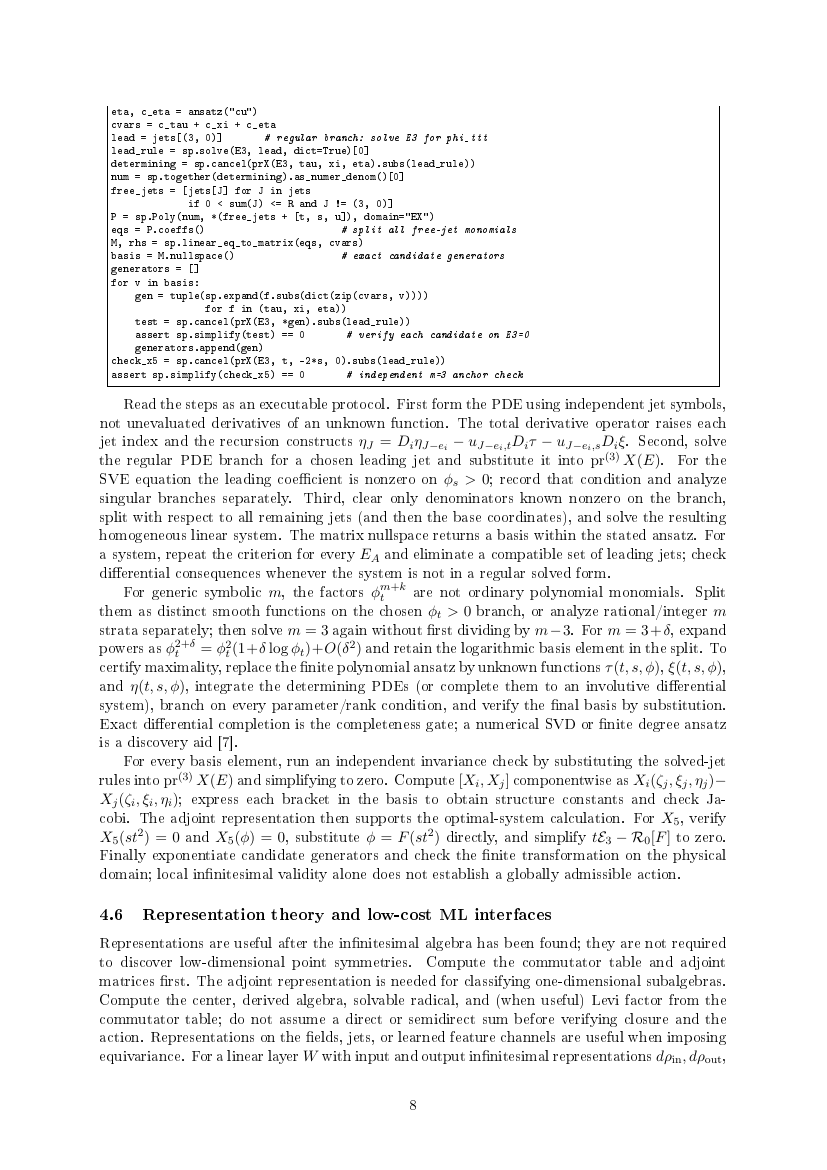 eta, c_eta = ansatz("cu")
cvars = c_tau + c_xi + c_eta
lead = jets[(3, 0)]       # regular branch: solve E3 for phi_ttt
lead_rule = sp.solve(E3, lead, dict=True)[0]
determining = sp.cancel(prX(E3, tau, xi, eta).subs(lead_rule))
num = sp.together(determining).as_numer_denom()[0]
free_jets = [jets[J] for J in jets
             if 0 < sum(J) <= R and J != (3, 0)]
P = sp.Poly(num, *(free_jets + [t, s, u]), domain="EX")
eqs = P.coeffs()                       # split all free-jet monomials
M, rhs = sp.linear_eq_to_matrix(eqs, cvars)
basis = M.nullspace()                  # exact candidate generators
generators = []
for v in basis:
    gen = tuple(sp.expand(f.subs(dict(zip(cvars, v))))
                for f in (tau, xi, eta))
    test = sp.cancel(prX(E3, *gen).subs(lead_rule))
    assert sp.simplify(test) == 0       # verify each candidate on E3=0
    generators.append(gen)
check_x5 = sp.cancel(prX(E3, t, -2*s, 0).subs(lead_rule))
assert sp.simplify(check_x5) == 0       # independent m=3 anchor check
Read the steps as an executable protocol. First form the PDE using independent jet symbols,
not unevaluated derivatives of an unknown function. The total derivative operator raises each
jet index and the recursion constructs η_J = D_iη_{J−e_i} − u_{J−e_i,t}D_iτ − u_{J−e_i,s}D_iξ. Second, solve
the regular PDE branch for a chosen leading jet and substitute it into pr^{(3)} X(E). For the
SVE equation the leading coefficient is nonzero on ϕ_s > 0; record that condition and analyze
singular branches separately. Third, clear only denominators known nonzero on the branch,
split with respect to all remaining jets (and then the base coordinates), and solve the resulting
homogeneous linear system. The matrix nullspace returns a basis within the stated ansatz. For
a system, repeat the criterion for every E_A and eliminate a compatible set of leading jets; check
differential consequences whenever the system is not in a regular solved form.
For generic symbolic m, the factors ϕ_t^{m+k} are not ordinary polynomial monomials. Split
them as distinct smooth functions on the chosen ϕ_t > 0 branch, or analyze rational/integer m
strata separately; then solve m = 3 again without first dividing by m−3. For m = 3+δ, expand
powers as ϕ_t^{2+δ} = ϕ_t^2(1+δ log ϕ_t)+O(δ^2) and retain the logarithmic basis element in the split. To
certify maximality, replace the finite polynomial ansatz by unknown functions τ(t, s, ϕ), ξ(t, s, ϕ),
and η(t, s, ϕ), integrate the determining PDEs (or complete them to an involutive differential
system), branch on every parameter/rank condition, and verify the final basis by substitution.
Exact differential completion is the completeness gate; a numerical SVD or finite degree ansatz
is a discovery aid [7].
For every basis element, run an independent invariance check by substituting the solved-jet
rules into pr^{(3)} X(E) and simplifying to zero. Compute [X_i, X_j] componentwise as X_i(ζ_j, ξ_j, η_j)−
X_j(ζ_i, ξ_i, η_i); express each bracket in the basis to obtain structure constants and check Ja-
cobi. The adjoint representation then supports the optimal-system calculation. For X_5, verify
X_5(st^2) = 0 and X_5(ϕ) = 0, substitute ϕ = F(st^2) directly, and simplify tℰ_3 − ℛ_0[F] to zero.
Finally exponentiate candidate generators and check the finite transformation on the physical
domain; local infinitesimal validity alone does not establish a globally admissible action.
4.6 Representation theory and low-cost ML interfaces
Representations are useful after the infinitesimal algebra has been found; they are not required
to discover low-dimensional point symmetries. Compute the commutator table and adjoint
matrices first. The adjoint representation is needed for classifying one-dimensional subalgebras.
Compute the center, derived algebra, solvable radical, and (when useful) Levi factor from the
commutator table; do not assume a direct or semidirect sum before verifying closure and the
action. Representations on the fields, jets, or learned feature channels are useful when imposing
equivariance. For a linear layer W with input and output infinitesimal representations dρ_in, dρ_out,
8